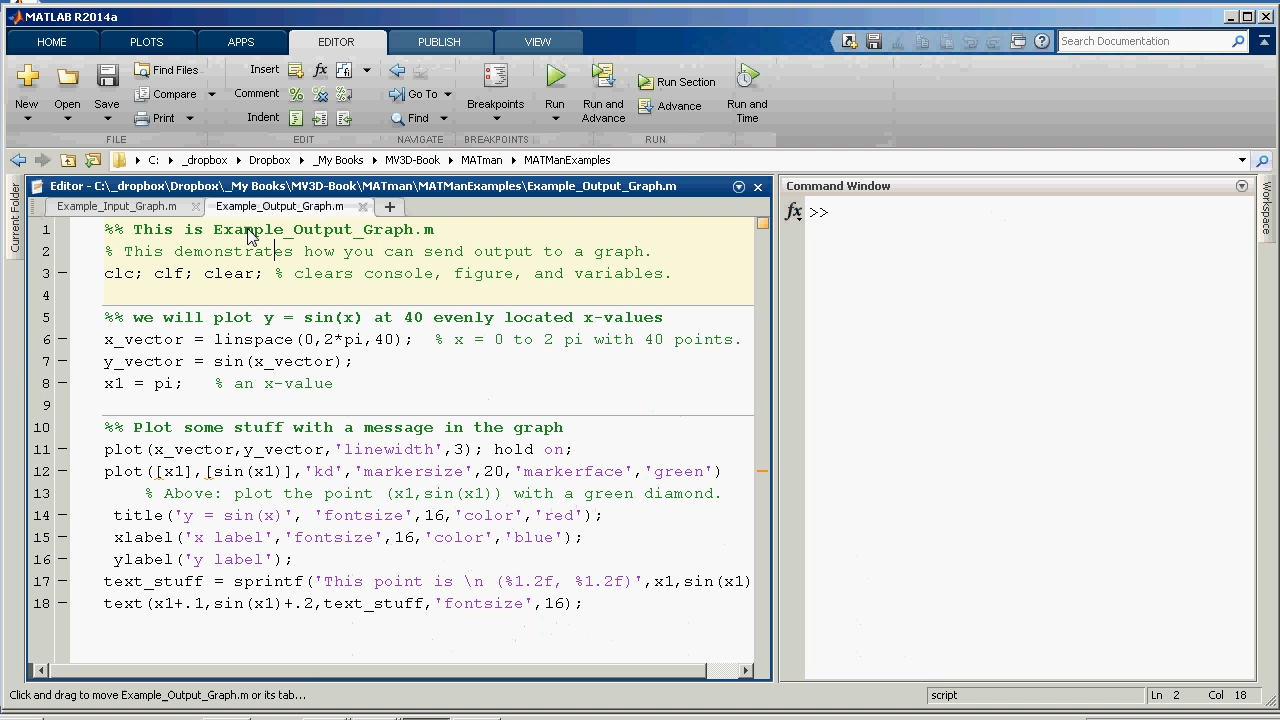 MATLAB R2014a
HOME PLOTS APPS EDITOR PUBLISH VIEW Search Documentation
New Open Save Find Files Compare Print Insert fx Comment Indent Go To Find Breakpoints Run Run and Advance Run Section Advance Run and Time
FILE EDIT NAVIGATE BREAKPOINTS RUN
C: _dropbox Dropbox _My Books MV3D-Book MATman MATManExamples
Current Folder
Editor - C:\_dropbox\Dropbox\_My Books\MV3D-Book\MATman\MATManExamples\Example_Output_Graph.m
Example_Input_Graph.m Example_Output_Graph.m
1 %% This is Example_Output_Graph.m
2 % This demonstrates how you can send output to a graph.
3 clc; clf; clear; % clears console, figure, and variables.
4
5 %% we will plot y = sin(x) at 40 evenly located x-values
6 x_vector = linspace(0,2*pi,40); % x = 0 to 2 pi with 40 points.
7 y_vector = sin(x_vector);
8 x1 = pi; % an x-value
9
10 %% Plot some stuff with a message in the graph
11 plot(x_vector,y_vector,'linewidth',3); hold on;
12 plot([x1],[sin(x1)],'kd','markersize',20,'markerface','green')
13 % Above: plot the point (x1,sin(x1)) with a green diamond.
14 title('y = sin(x)', 'fontsize',16,'color','red');
15 xlabel('x label','fontsize',16,'color','blue');
16 ylabel('y label');
17 text_stuff = sprintf('This point is \n (%1.2f, %1.2f)',x1,sin(x1)
18 text(x1+.1,sin(x1)+.2,text_stuff,'fontsize',16);
Command Window
fx >>
Workspace
Click and drag to move Example_Output_Graph.m or its tab...
script Ln 2 Col 18